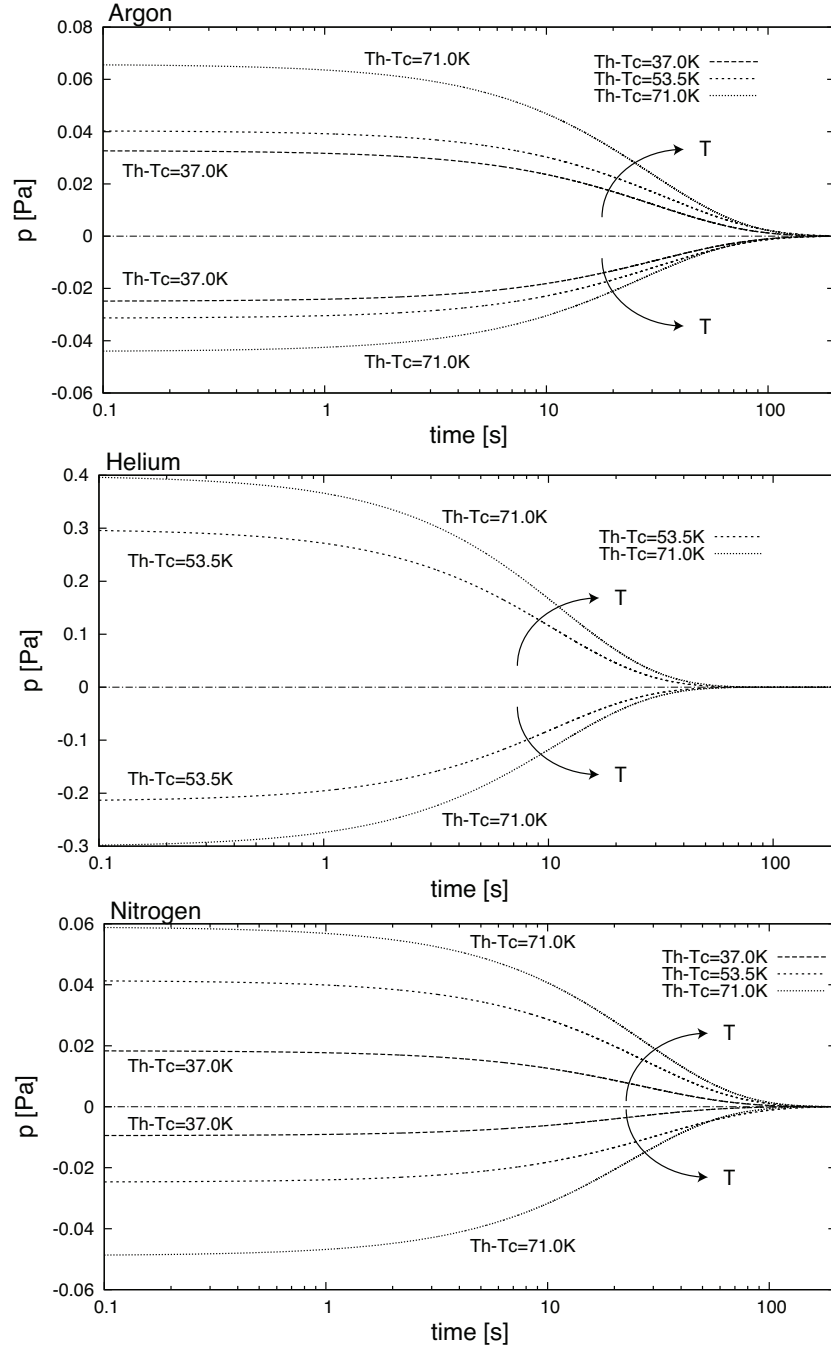 Argon
0.08
0.06
0.04
0.02
0
-0.02
-0.04
-0.06
p [Pa]
Th-Tc=71.0K
Th-Tc=37.0K
Th-Tc=53.5K
Th-Tc=71.0K
Th-Tc=37.0K
T
Th-Tc=37.0K
T
Th-Tc=71.0K
0.1
1
10
100
time [s]
Helium
0.4
0.3
0.2
0.1
0
-0.1
-0.2
-0.3
p [Pa]
Th-Tc=71.0K
Th-Tc=53.5K
Th-Tc=71.0K
Th-Tc=53.5K
T
Th-Tc=53.5K
T
Th-Tc=71.0K
0.1
1
10
100
time [s]
Nitrogen
0.06
0.04
0.02
0
-0.02
-0.04
-0.06
p [Pa]
Th-Tc=71.0K
Th-Tc=37.0K
Th-Tc=53.5K
Th-Tc=71.0K
T
Th-Tc=37.0K
Th-Tc=37.0K
T
Th-Tc=71.0K
0.1
1
10
100
time [s]